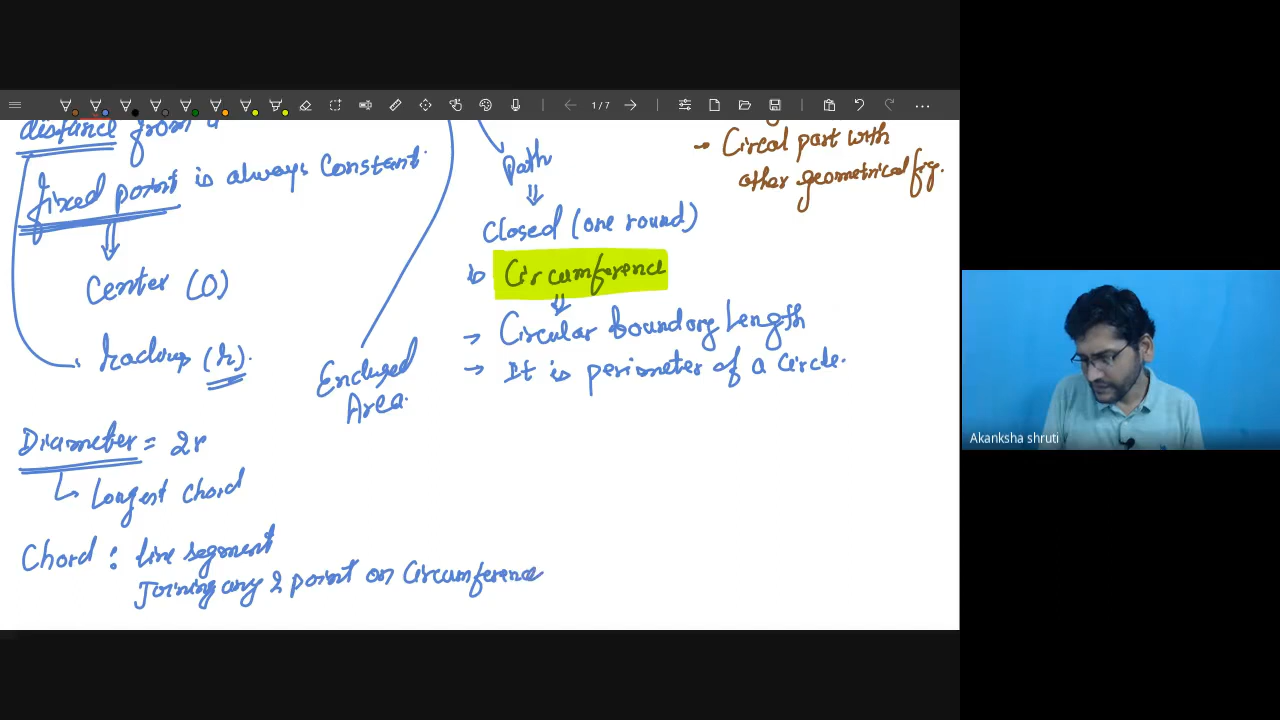 1/7
distance from a
fixed point is always constant.
Center (O)
radius (r).
Diameter = 2r
Longest chord
Chord : line segment
Joining any 2 point on Circumference
Enclosed
Area.
Path
Closed (one round)
is Circumference
→ Circular boundary Length
→ It is perimeter of a circle.
→ Circal part with
other geometrical fig.
Akanksha shruti